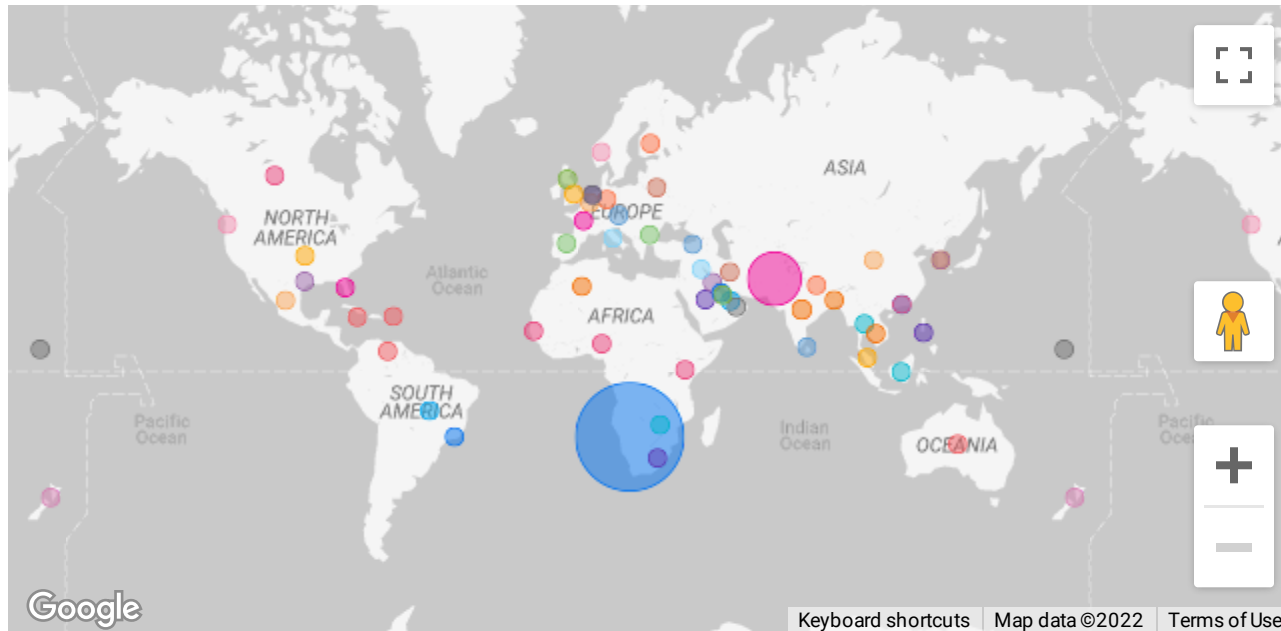 ASIA
NORTH
AMERICA
EUROPE
Atlantic
Ocean
AFRICA
SOUTH
AMERICA
Pacific
Ocean
Indian
Ocean
OCEANIA
Pacific
Ocea
Google
Keyboard shortcuts
Map data ©2022
Terms of Use